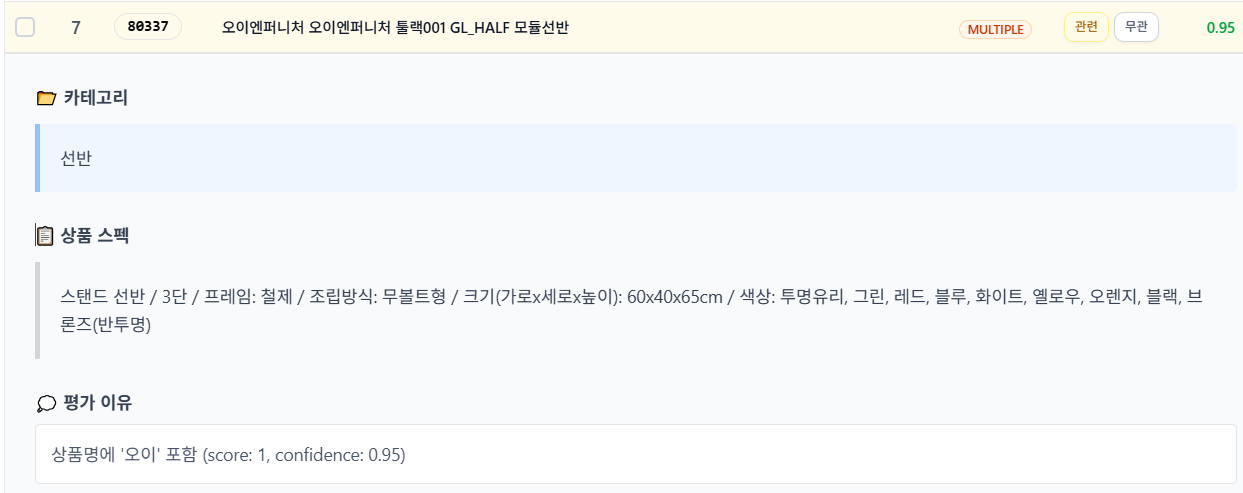 7 80337 오이엔퍼니처 오이엔퍼니처 툴랙001 GL_HALF 모듈선반 MULTIPLE 관련 무관 0.95
카테고리
선반
상품 스펙
스탠드 선반 / 3단 / 프레임: 철제 / 조립방식: 무볼트형 / 크기(가로x세로x높이): 60x40x65cm / 색상: 투명유리, 그린, 레드, 블루, 화이트, 옐로우, 오렌지, 블랙, 브
론즈(반투명)
평가 이유
상품명에 '오이' 포함 (score: 1, confidence: 0.95)